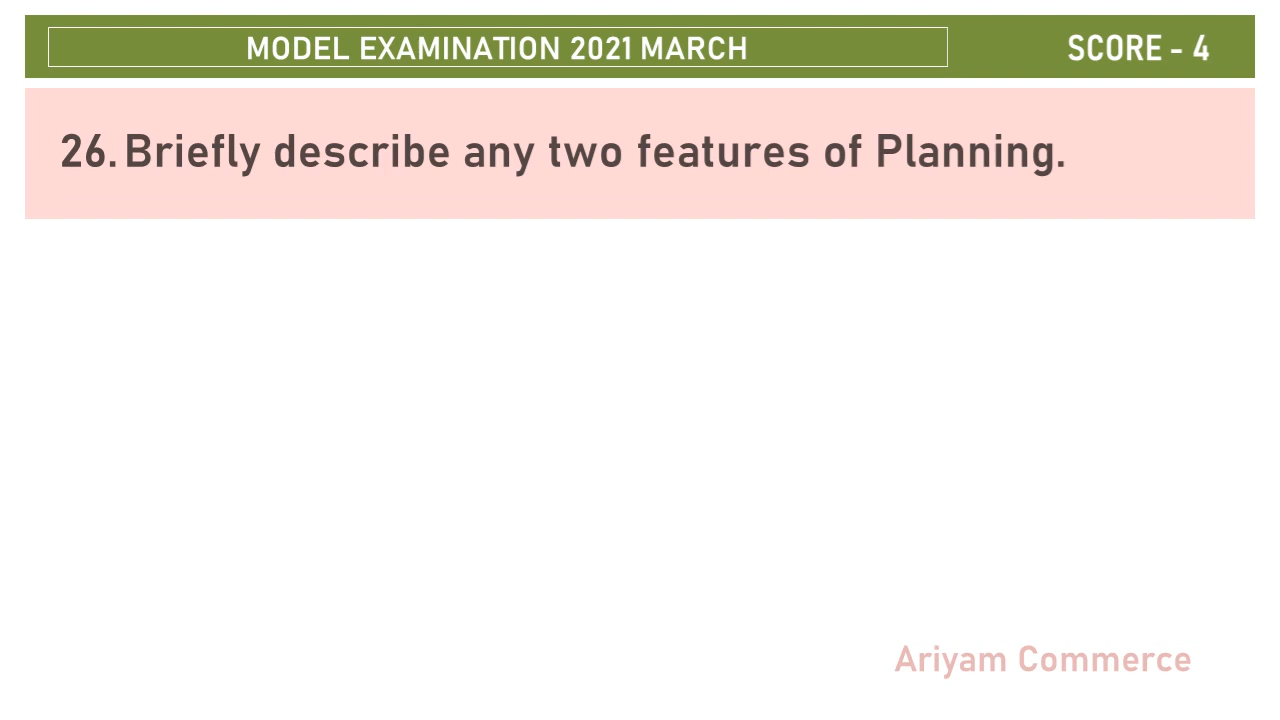 MODEL EXAMINATION 2021 MARCH
SCORE - 4
26. Briefly describe any two features of Planning.
Ariyam Commerce